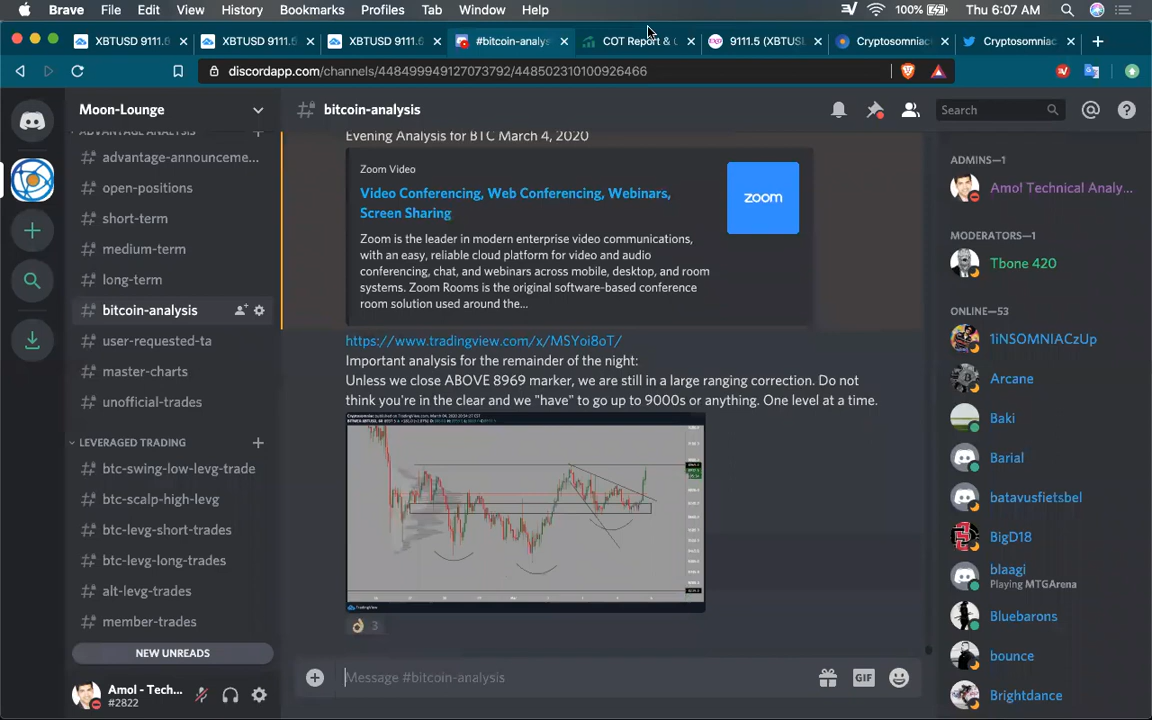 Brave File Edit View History Bookmarks Profiles Tab Window Help 100% Thu 6:07 AM
XBTUSD 9111.6 XBTUSD 9111.6 XBTUSD 9111.6 #bitcoin-analysis COT Report & 9111.5 (XBTUS Cryptosomniac Cryptosomniac
discordapp.com/channels/448499949127073792/448502310100926466
Moon-Lounge
bitcoin-analysis
Search
ADVANTAGE ANALYSIS
advantage-announceme...
open-positions
short-term
medium-term
long-term
bitcoin-analysis
user-requested-ta
master-charts
unofficial-trades
LEVERAGED TRADING
btc-swing-low-levg-trade
btc-scalp-high-levg
btc-levg-short-trades
btc-levg-long-trades
alt-levg-trades
member-trades
NEW UNREADS
Amol - Tech...
#2822
Evening Analysis for BTC March 4, 2020
Zoom Video
Video Conferencing, Web Conferencing, Webinars,
Screen Sharing
zoom
Zoom is the leader in modern enterprise video communications,
with an easy, reliable cloud platform for video and audio
conferencing, chat, and webinars across mobile, desktop, and room
systems. Zoom Rooms is the original software-based conference
room solution used around the...
https://www.tradingview.com/x/MSYoi8oT/
Important analysis for the remainder of the night:
Unless we close ABOVE 8969 marker, we are still in a large ranging correction. Do not
think you're in the clear and we "have" to go up to 9000s or anything. One level at a time.
TradingView
3
Message #bitcoin-analysis
GIF
ADMINS—1
Amol Technical Analy...
MODERATORS—1
Tbone 420
ONLINE—53
1iNSOMNIACzUp
Arcane
Baki
Barial
batavusfietsbel
BigD18
blaagi
Playing MTGArena
Bluebarons
bounce
Brightdance